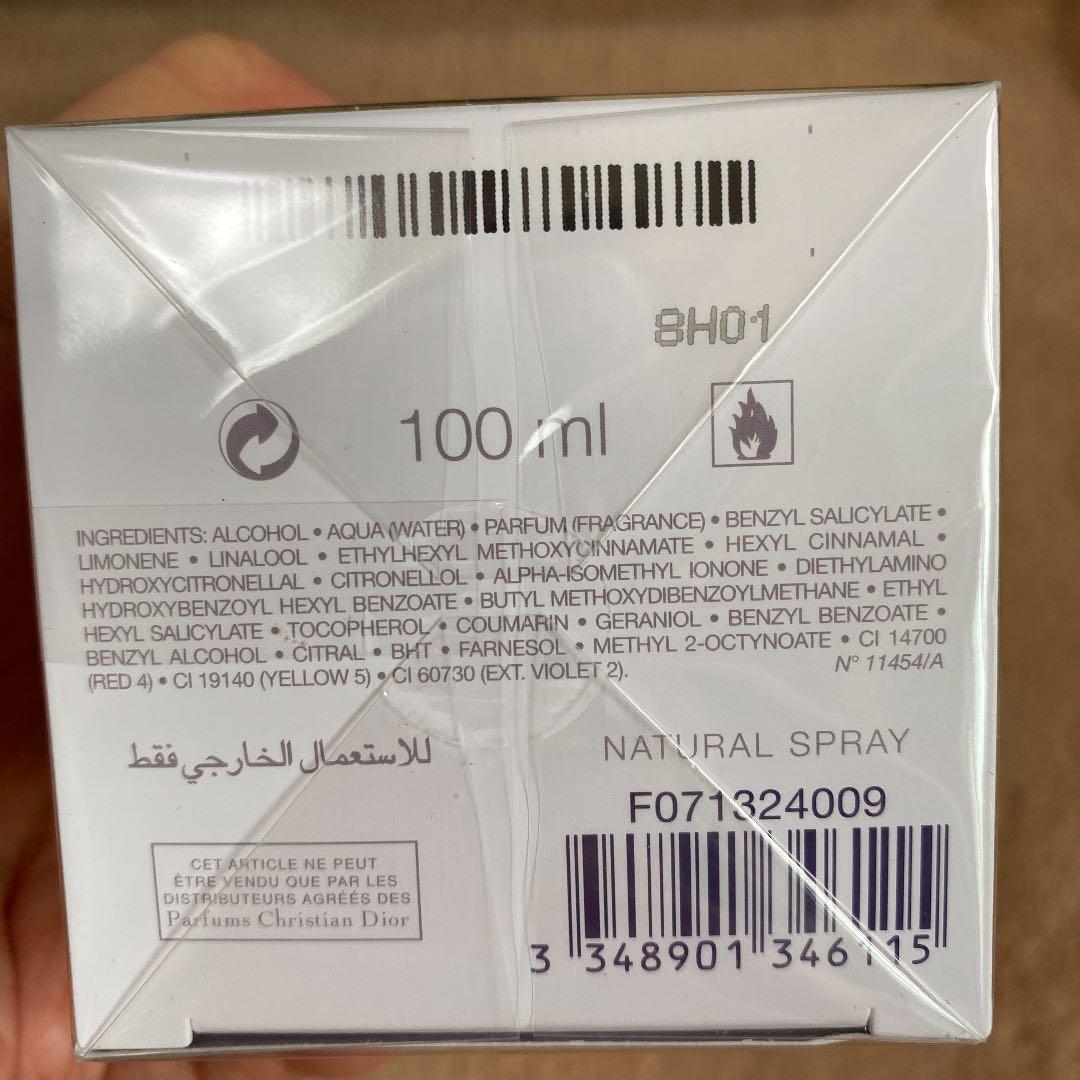 8H01
100 ml
INGREDIENTS: ALCOHOL • AQUA (WATER) • PARFUM (FRAGRANCE) • BENZYL SALICYLATE •
LIMONENE • LINALOOL • ETHYLHEXYL METHOXYCINNAMATE • HEXYL CINNAMAL •
HYDROXYCITRONELLAL • CITRONELLOL • ALPHA-ISOMETHYL IONONE • DIETHYLAMINO
HYDROXYBENZOYL HEXYL BENZOATE • BUTYL METHOXYDIBENZOYLMETHANE • ETHYL
HEXYL SALICYLATE • TOCOPHEROL • COUMARIN • GERANIOL • BENZYL BENZOATE •
BENZYL ALCOHOL • CITRAL • BHT • FARNESOL • METHYL 2-OCTYNOATE • CI 14700
(RED 4) • CI 19140 (YELLOW 5) • CI 60730 (EXT. VIOLET 2).
N° 11454/A
للاستعمال الخارجي فقط
NATURAL SPRAY
F071324009
CET ARTICLE NE PEUT
ÊTRE VENDU QUE PAR LES
DISTRIBUTEURS AGRÉÉS DES
Parfums Christian Dior
3 348901 346115